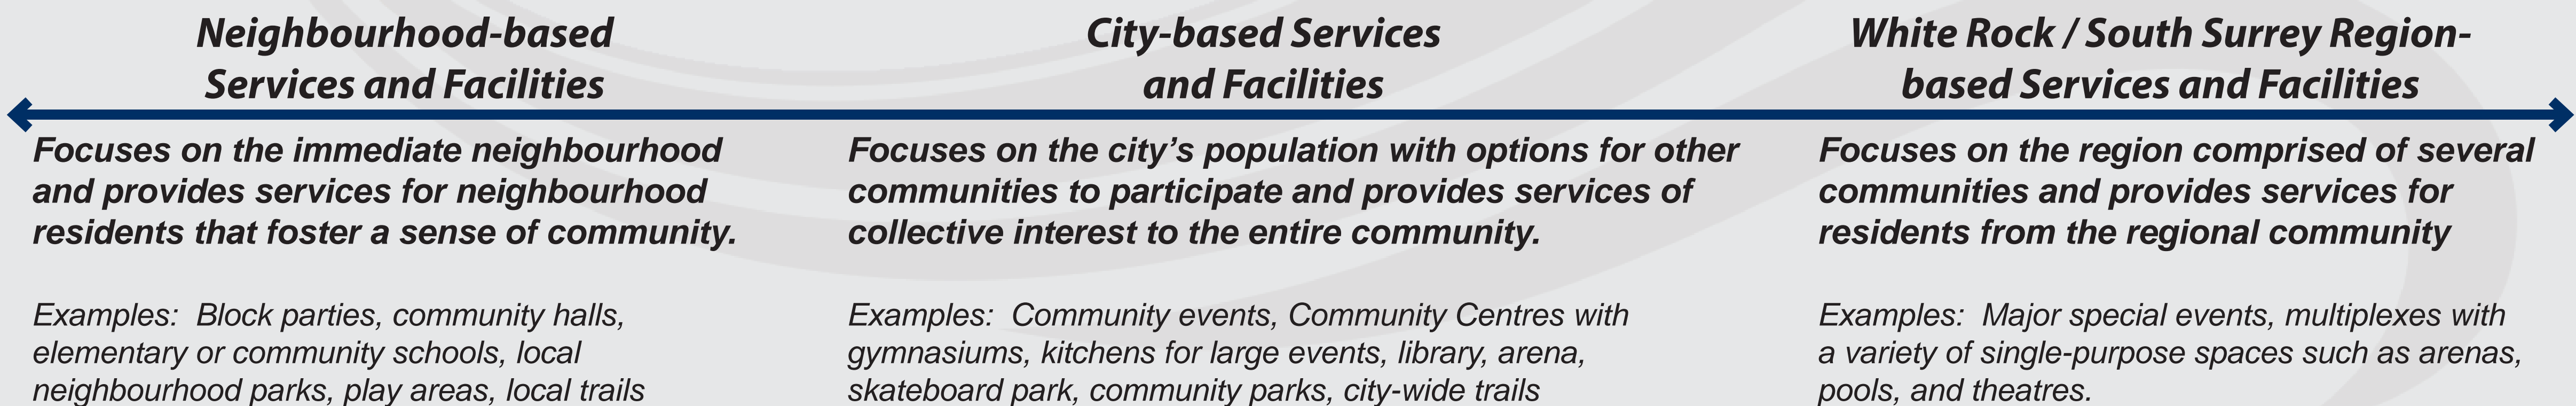 Neighbourhood-based
Services and Facilities
Focuses on the immediate neighbourhood
and provides services for neighbourhood
residents that foster a sense of community.
Examples:  Block parties, community halls,
elementary or community schools, local
neighbourhood parks, play areas, local trails
City-based Services
and Facilities
Focuses on the city’s population with options for other
communities to participate and provides services of
collective interest to the entire community.
Examples:  Community events, Community Centres with
gymnasiums, kitchens for large events, library, arena,
skateboard park, community parks, city-wide trails
White Rock / South Surrey Region-
based Services and Facilities
Focuses on the region comprised of several
communities and provides services for
residents from the regional community
Examples:  Major special events, multiplexes with
a variety of single-purpose spaces such as arenas,
pools, and theatres.